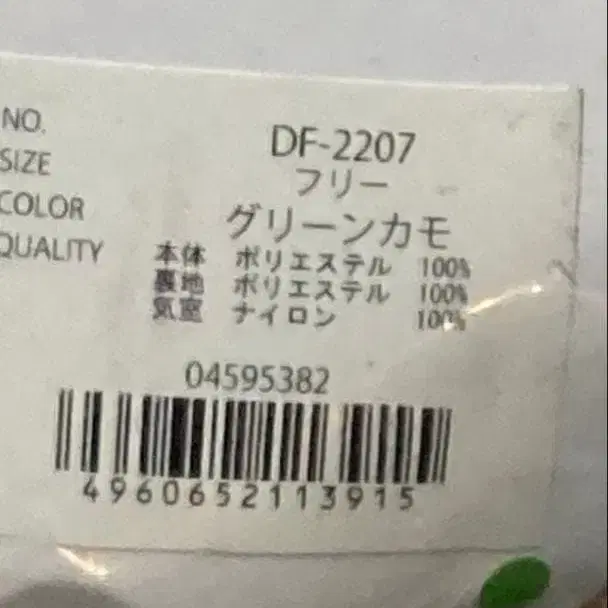 NO. DF-2207
SIZE フリー
COLOR グリーンカモ
QUALITY 本体 ポリエステル 100%
裏地 ポリエステル 100%
気室 ナイロン 100%
04595382
4960652113915